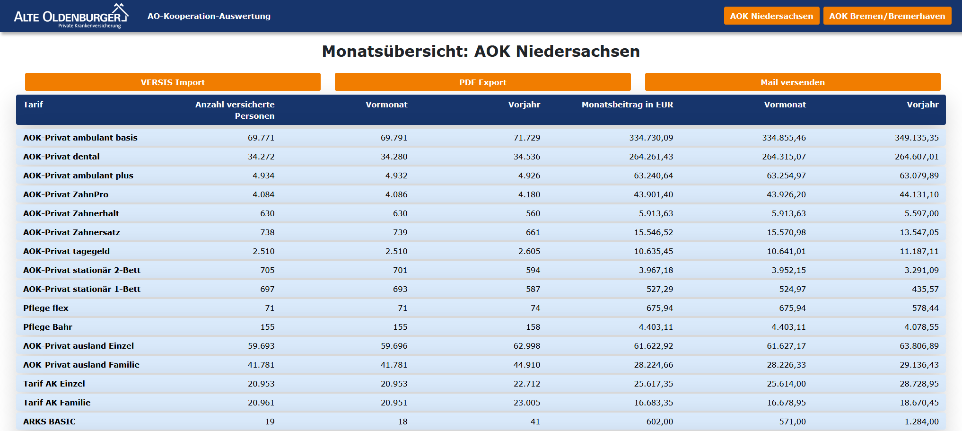 ALTE OLDENBURGER
Private Krankenversicherung
AO-Kooperation-Auswertung
AOK Niedersachsen AOK Bremen/Bremerhaven
Monatsübersicht: AOK Niedersachsen
VERSIS Import PDF Export Mail versenden
Tarif Anzahl versicherte Vormonat Vorjahr Monatsbeitrag in EUR Vormonat Vorjahr
Personen
AOK-Privat ambulant basis 69.771 69.791 71.729 334.730,09 334.855,46 349.135,35
AOK-Privat dental 34.272 34.280 34.536 264.261,43 264.315,07 264.607,01
AOK-Privat ambulant plus 4.934 4.932 4.926 63.240,64 63.254,97 63.079,89
AOK-Privat ZahnPro 4.084 4.086 4.180 43.901,40 43.926,20 44.131,10
AOK-Privat Zahnerhalt 630 630 560 5.913,63 5.913,63 5.597,00
AOK-Privat Zahnersatz 738 739 661 15.546,52 15.570,98 13.547,05
AOK-Privat tagegeld 2.510 2.510 2.605 10.635,45 10.641,01 11.187,11
AOK-Privat stationär 2-Bett 705 701 594 3.967,18 3.952,15 3.291,09
AOK-Privat stationär 1-Bett 697 693 587 527,29 524,97 435,57
Pflege flex 71 71 74 675,94 675,94 578,44
Pflege Bahr 155 155 158 4.403,11 4.403,11 4.078,55
AOK-Privat ausland Einzel 59.693 59.696 62.998 61.622,92 61.627,17 63.806,89
AOK-Privat ausland Familie 41.781 41.781 44.910 28.224,66 28.226,33 29.136,43
Tarif AK Einzel 20.953 20.953 22.712 25.617,35 25.614,00 28.728,95
Tarif AK Familie 20.961 20.951 23.005 16.683,35 16.678,95 18.670,45
ARKS BASIC 19 18 41 602,00 571,00 1.284,00